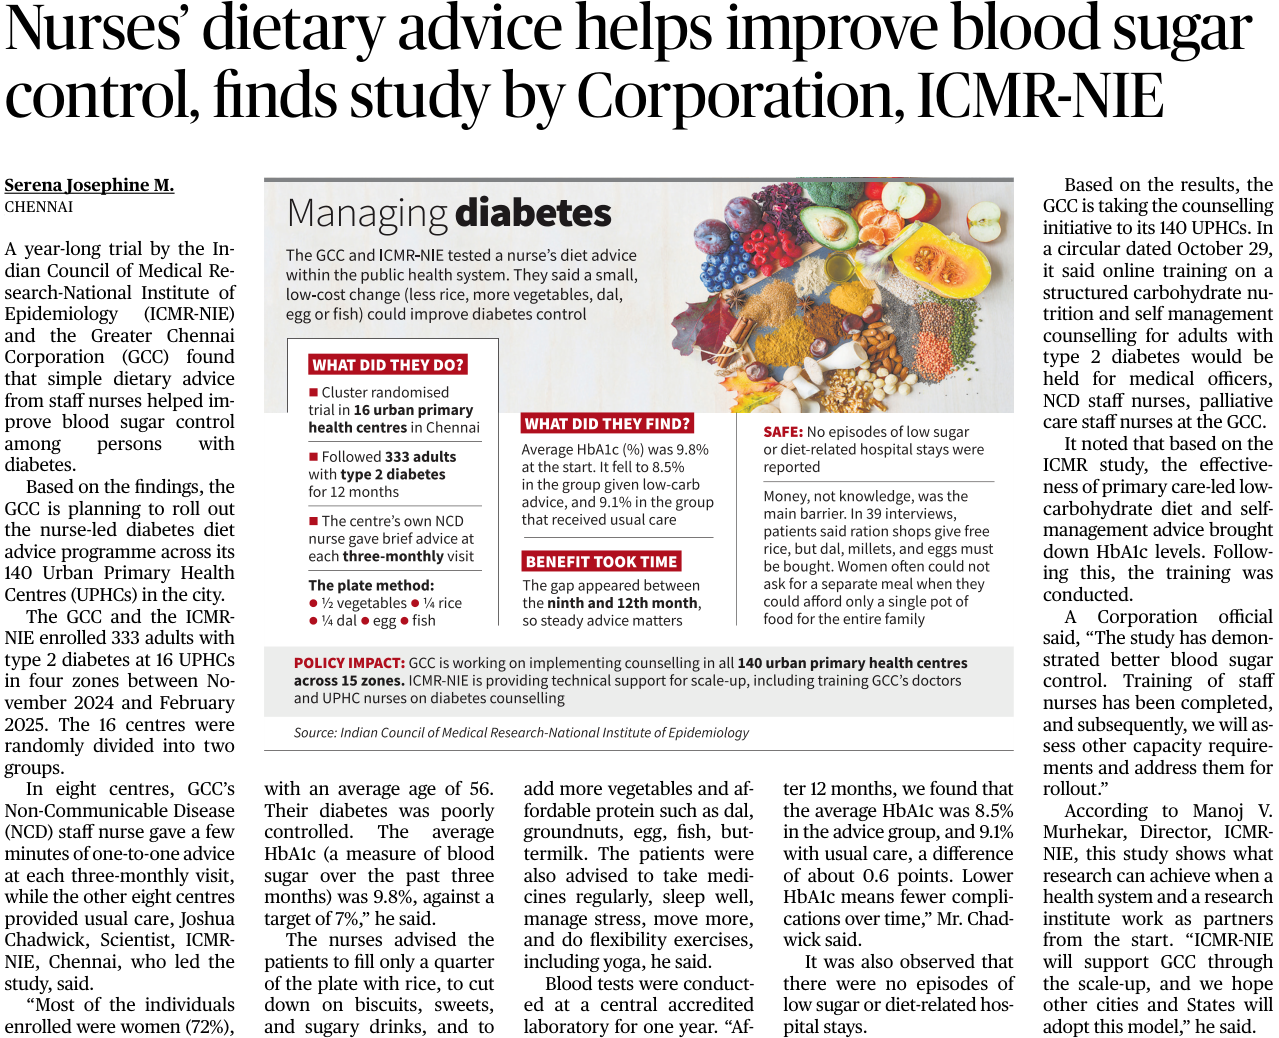 Nurses’ dietary advice helps improve blood sugar
control, finds study by Corporation, ICMR-NIE
Serena Josephine M.
CHENNAI
A year-long trial by the In-
dian Council of Medical Re-
search-National Institute of
Epidemiology (ICMR-NIE)
and the Greater Chennai
Corporation (GCC) found
that simple dietary advice
from staff nurses helped im-
prove blood sugar control
among persons with
diabetes.
Based on the findings, the
GCC is planning to roll out
the nurse-led diabetes diet
advice programme across its
140 Urban Primary Health
Centres (UPHCs) in the city.
The GCC and the ICMR-
NIE enrolled 333 adults with
type 2 diabetes at 16 UPHCs
in four zones between No-
vember 2024 and February
2025. The 16 centres were
randomly divided into two
groups.
In eight centres, GCC’s
Non-Communicable Disease
(NCD) staff nurse gave a few
minutes of one-to-one advice
at each three-monthly visit,
while the other eight centres
provided usual care, Joshua
Chadwick, Scientist, ICMR-
NIE, Chennai, who led the
study, said.
“Most of the individuals
enrolled were women (72%),
Managing diabetes
The GCC and ICMR-NIE tested a nurse’s diet advice
within the public health system. They said a small,
low-cost change (less rice, more vegetables, dal,
egg or fish) could improve diabetes control
WHAT DID THEY DO?
■ Cluster randomised
trial in 16 urban primary
health centres in Chennai
■ Followed 333 adults
with type 2 diabetes
for 12 months
■ The centre’s own NCD
nurse gave brief advice at
each three-monthly visit
The plate method:
● ½ vegetables ● ¼ rice
● ¼ dal ● egg ● fish
WHAT DID THEY FIND?
Average HbA1c (%) was 9.8%
at the start. It fell to 8.5%
in the group given low-carb
advice, and 9.1% in the group
that received usual care
BENEFIT TOOK TIME
The gap appeared between
the ninth and 12th month,
so steady advice matters
SAFE: No episodes of low sugar
or diet-related hospital stays were
reported
Money, not knowledge, was the
main barrier. In 39 interviews,
patients said ration shops give free
rice, but dal, millets, and eggs must
be bought. Women often could not
ask for a separate meal when they
could afford only a single pot of
food for the entire family
POLICY IMPACT: GCC is working on implementing counselling in all 140 urban primary health centres
across 15 zones. ICMR-NIE is providing technical support for scale-up, including training GCC’s doctors
and UPHC nurses on diabetes counselling
Source: Indian Council of Medical Research-National Institute of Epidemiology
with an average age of 56.
Their diabetes was poorly
controlled. The average
HbA1c (a measure of blood
sugar over the past three
months) was 9.8%, against a
target of 7%,” he said.
The nurses advised the
patients to fill only a quarter
of the plate with rice, to cut
down on biscuits, sweets,
and sugary drinks, and to
add more vegetables and af-
fordable protein such as dal,
groundnuts, egg, fish, but-
termilk. The patients were
also advised to take medi-
cines regularly, sleep well,
manage stress, move more,
and do flexibility exercises,
including yoga, he said.
Blood tests were conduct-
ed at a central accredited
laboratory for one year. “Af-
ter 12 months, we found that
the average HbA1c was 8.5%
in the advice group, and 9.1%
with usual care, a difference
of about 0.6 points. Lower
HbA1c means fewer compli-
cations over time,” Mr. Chad-
wick said.
It was also observed that
there were no episodes of
low sugar or diet-related hos-
pital stays.
Based on the results, the
GCC is taking the counselling
initiative to its 140 UPHCs. In
a circular dated October 29,
it said online training on a
structured carbohydrate nu-
trition and self management
counselling for adults with
type 2 diabetes would be
held for medical officers,
NCD staff nurses, palliative
care staff nurses at the GCC.
It noted that based on the
ICMR study, the effective-
ness of primary care-led low-
carbohydrate diet and self-
management advice brought
down HbA1c levels. Follow-
ing this, the training was
conducted.
A Corporation official
said, “The study has demon-
strated better blood sugar
control. Training of staff
nurses has been completed,
and subsequently, we will as-
sess other capacity require-
ments and address them for
rollout.”
According to Manoj V.
Murhekar, Director, ICMR-
NIE, this study shows what
research can achieve when a
health system and a research
institute work as partners
from the start. “ICMR-NIE
will support GCC through
the scale-up, and we hope
other cities and States will
adopt this model,” he said.